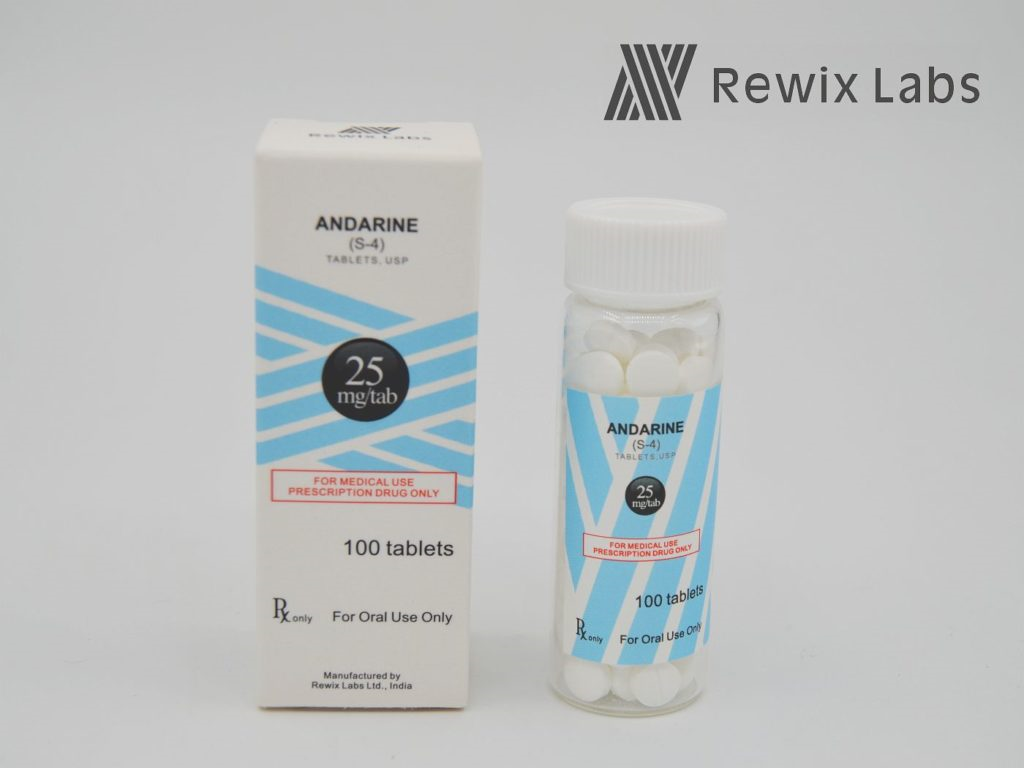 Rewix Labs
Rewix Labs
ANDARINE
(S-4)
TABLETS, USP
25
mg/tab
FOR MEDICAL USE
PRESCRIPTION DRUG ONLY
100 tablets
Rx only
For Oral Use Only
Manufactured by
Rewix Labs Ltd., India
ANDARINE
(S-4)
TABLETS, USP
25
mg/tab
FOR MEDICAL USE
PRESCRIPTION DRUG ONLY
100 tablets
Rx only
For Oral Use Only